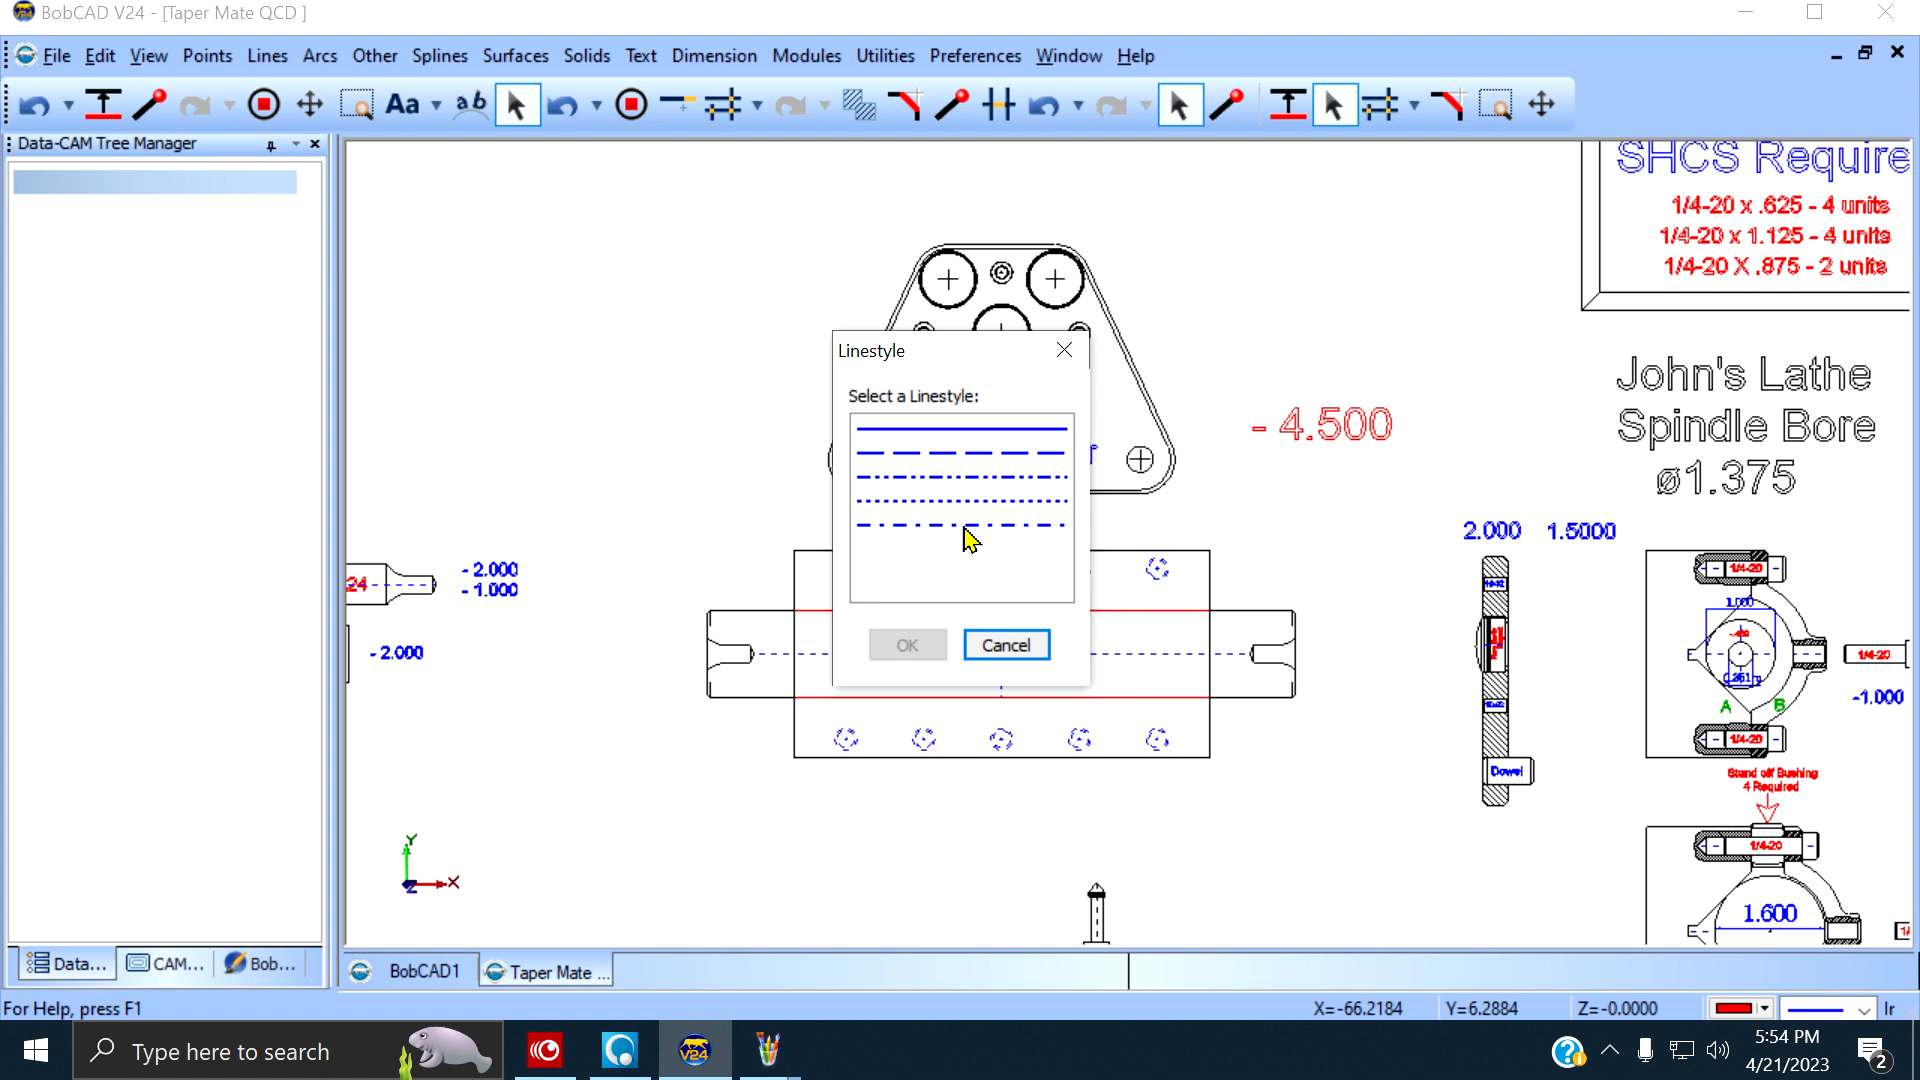 BobCAD V24 - [Taper Mate QCD ]
File Edit View Points Lines Arcs Other Splines Surfaces Solids Text Dimension Modules Utilities Preferences Window Help
Aa ab
Data-CAM Tree Manager
SHCS Require
1/4-20 x .625 - 4 units
1/4-20 x 1.125 - 4 units
1/4-20 X .875 - 2 units
Linestyle
Select a Linestyle:
OK Cancel
- 4.500
John's Lathe
Spindle Bore
ø1.375
2.000 1.5000
24
- 2.000
- 1.000
- 2.000
1/4-20
1.000
1/4-20
-1.000
A B
1/4-20
Dowel
Stand off Bushing
4 Required
1/4-20
1.600
Y
X
Z
Data... CAM... Bob...
BobCAD1 Taper Mate ...
For Help, press F1
X=-66.2184 Y=6.2884 Z=-0.0000
Ir
Type here to search
V24
5:54 PM
4/21/2023
2